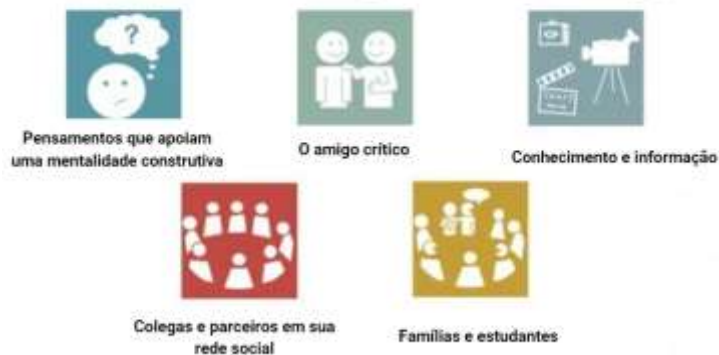 ?
Pensamentos que apoiam
uma mentalidade construtiva
O amigo crítico
Conhecimento e informação
Colegas e parceiros em sua
rede social
Famílias e estudantes